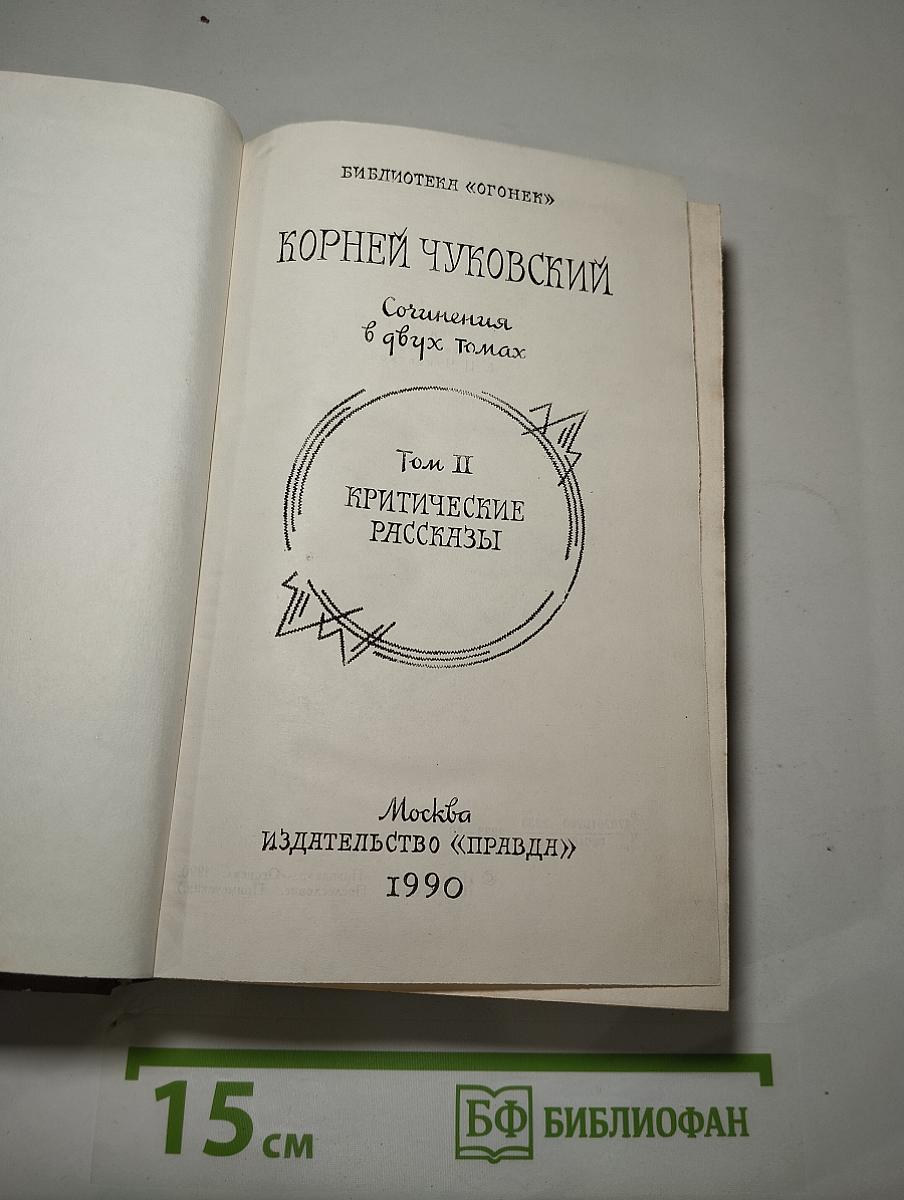 БИБЛИОТЕКА «ОГОНЕК»
КОРНЕЙ ЧУКОВСКИЙ
Сочинения
в двух томах
Том II
КРИТИЧЕСКИЕ
РАССКАЗЫ
Москва
ИЗДАТЕЛЬСТВО «ПРАВДА»
1990
15 см
БФ БИБЛИОФАН